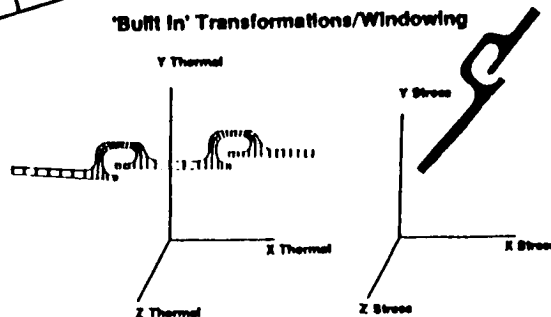 'Built In' Transformations/Windowing
Y Thermal
Y Stress
X Thermal
X Stress
Z Thermal
Z Stress